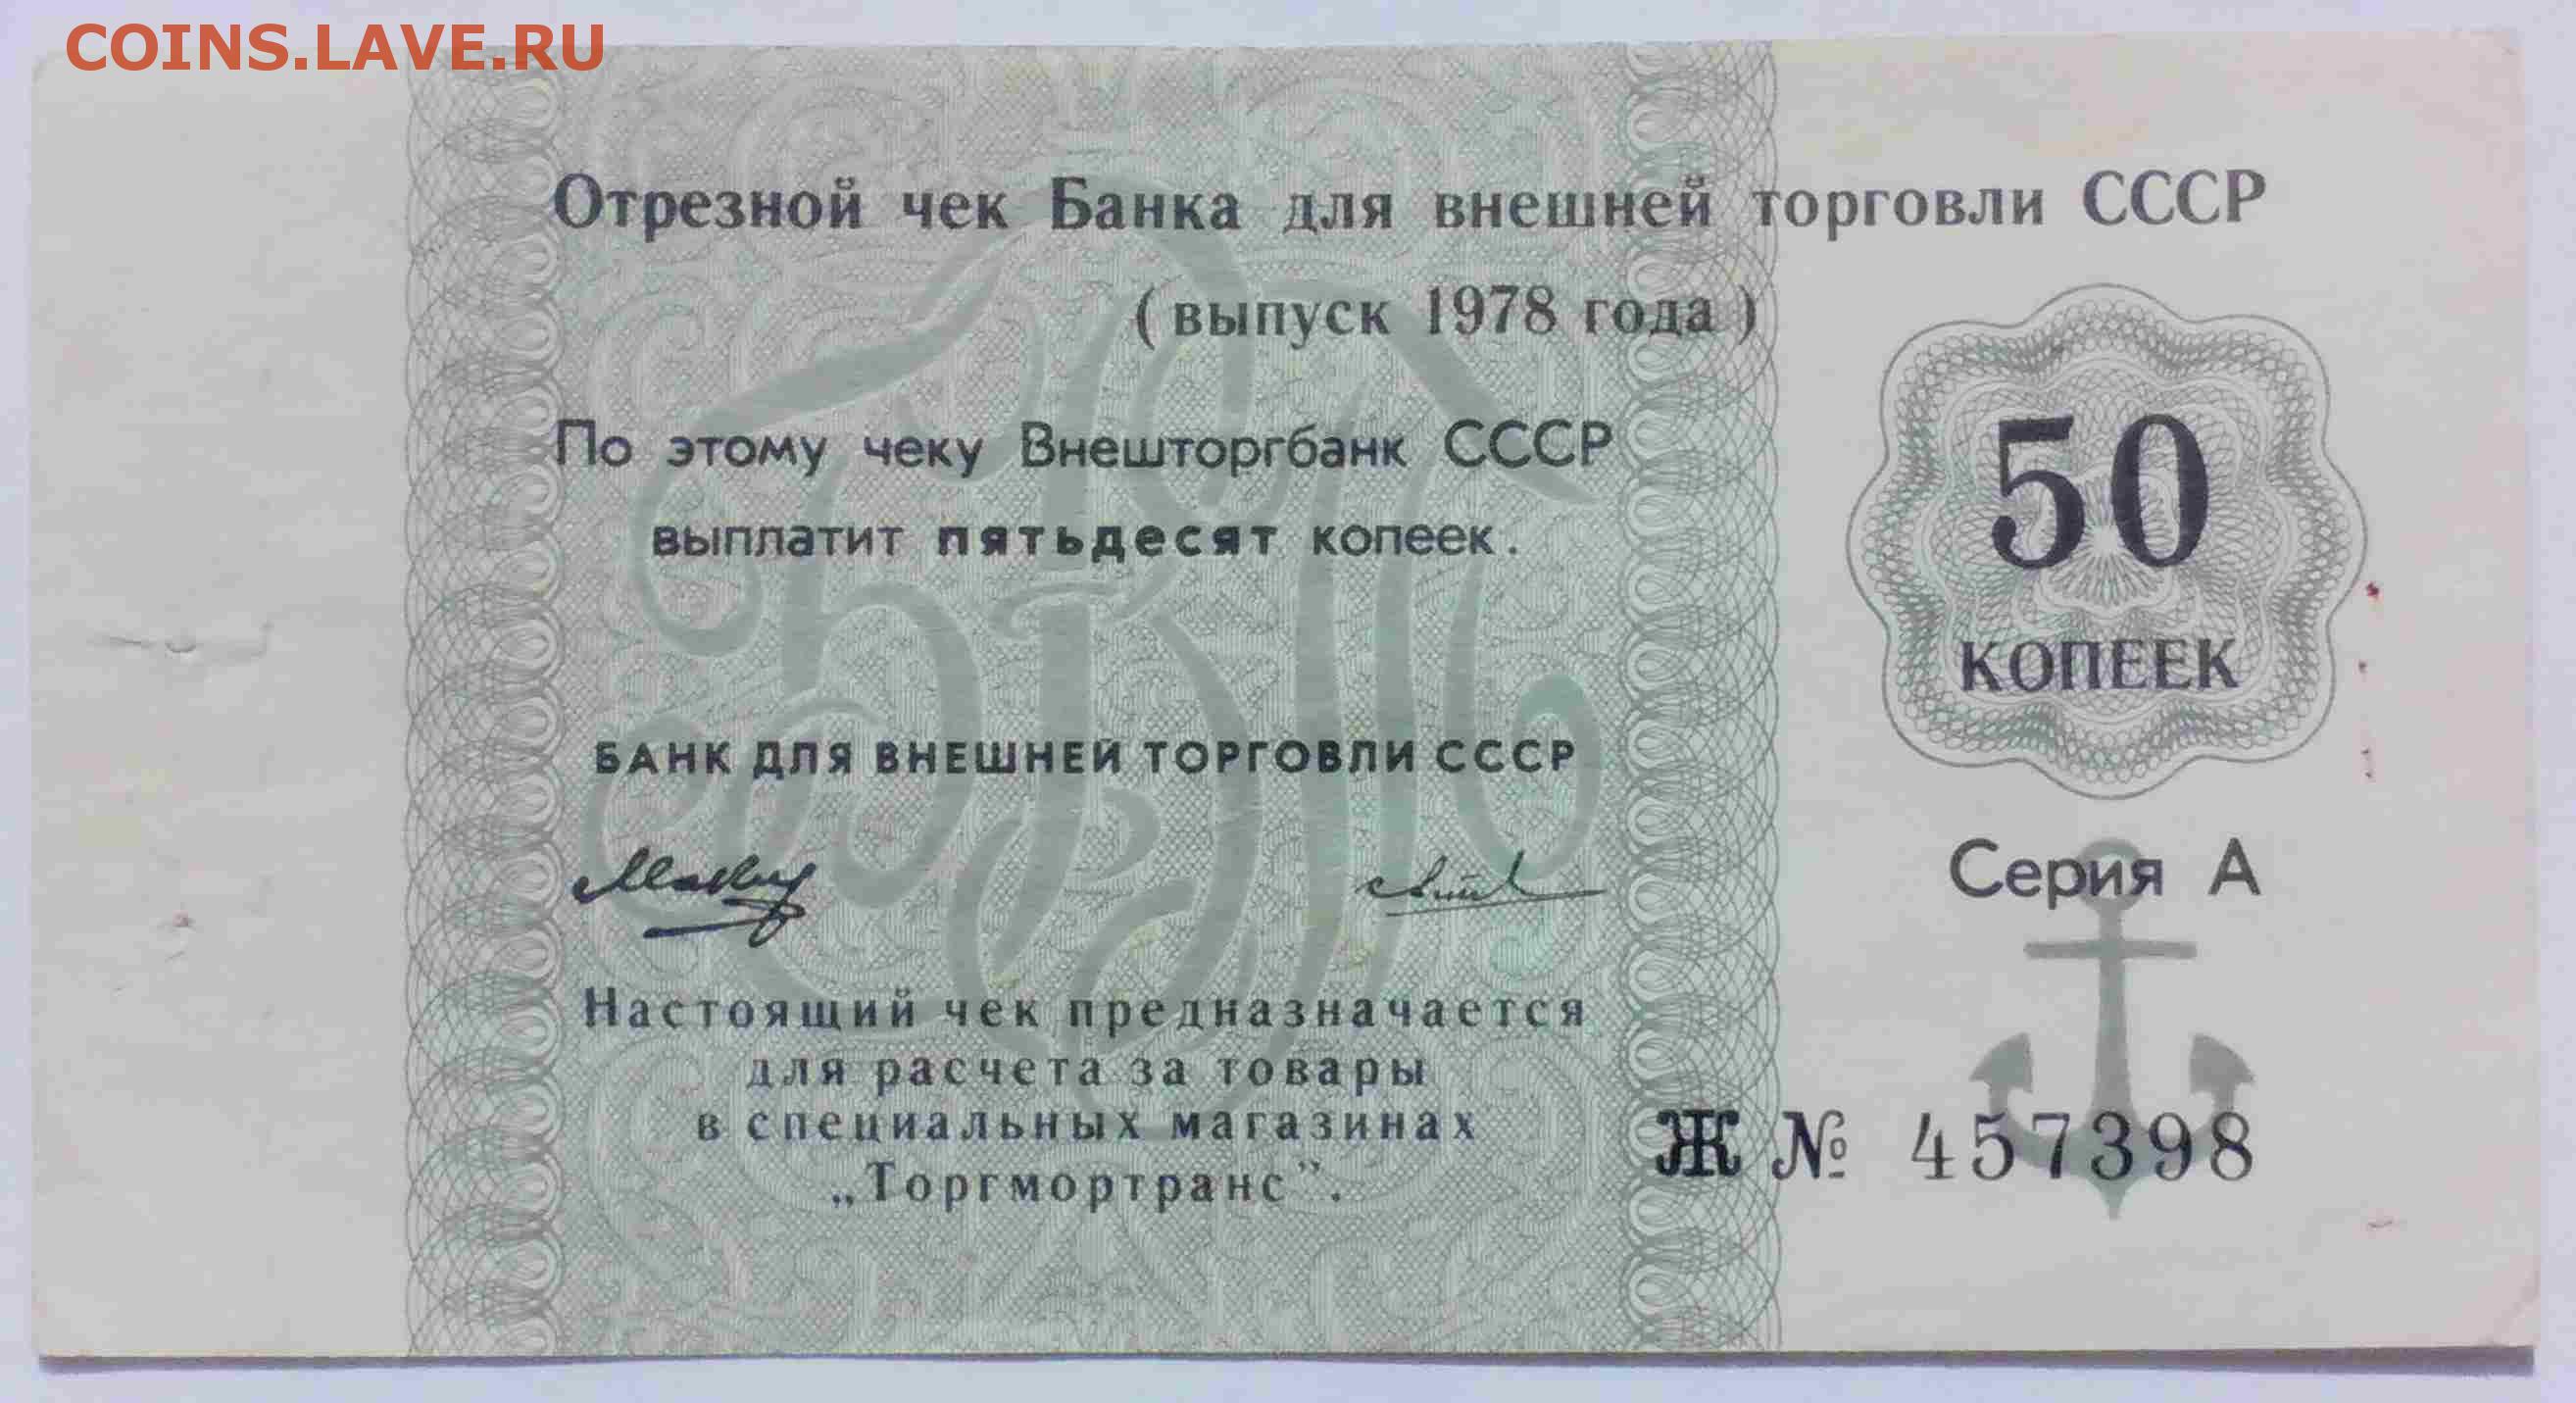 COINS.LAVE.RU
Отрезной чек Банка для внешней торговли СССР
( выпуск 1978 года )
По этому чеку Внешторгбанк СССР
выплатит пятьдесят копеек.
50
КОПЕЕК
БАНК ДЛЯ ВНЕШНЕЙ ТОРГОВЛИ СССР
Серия А
Настоящий чек предназначается
для расчета за товары
в специальных магазинах
„Торгмортранс".
Ж № 457398